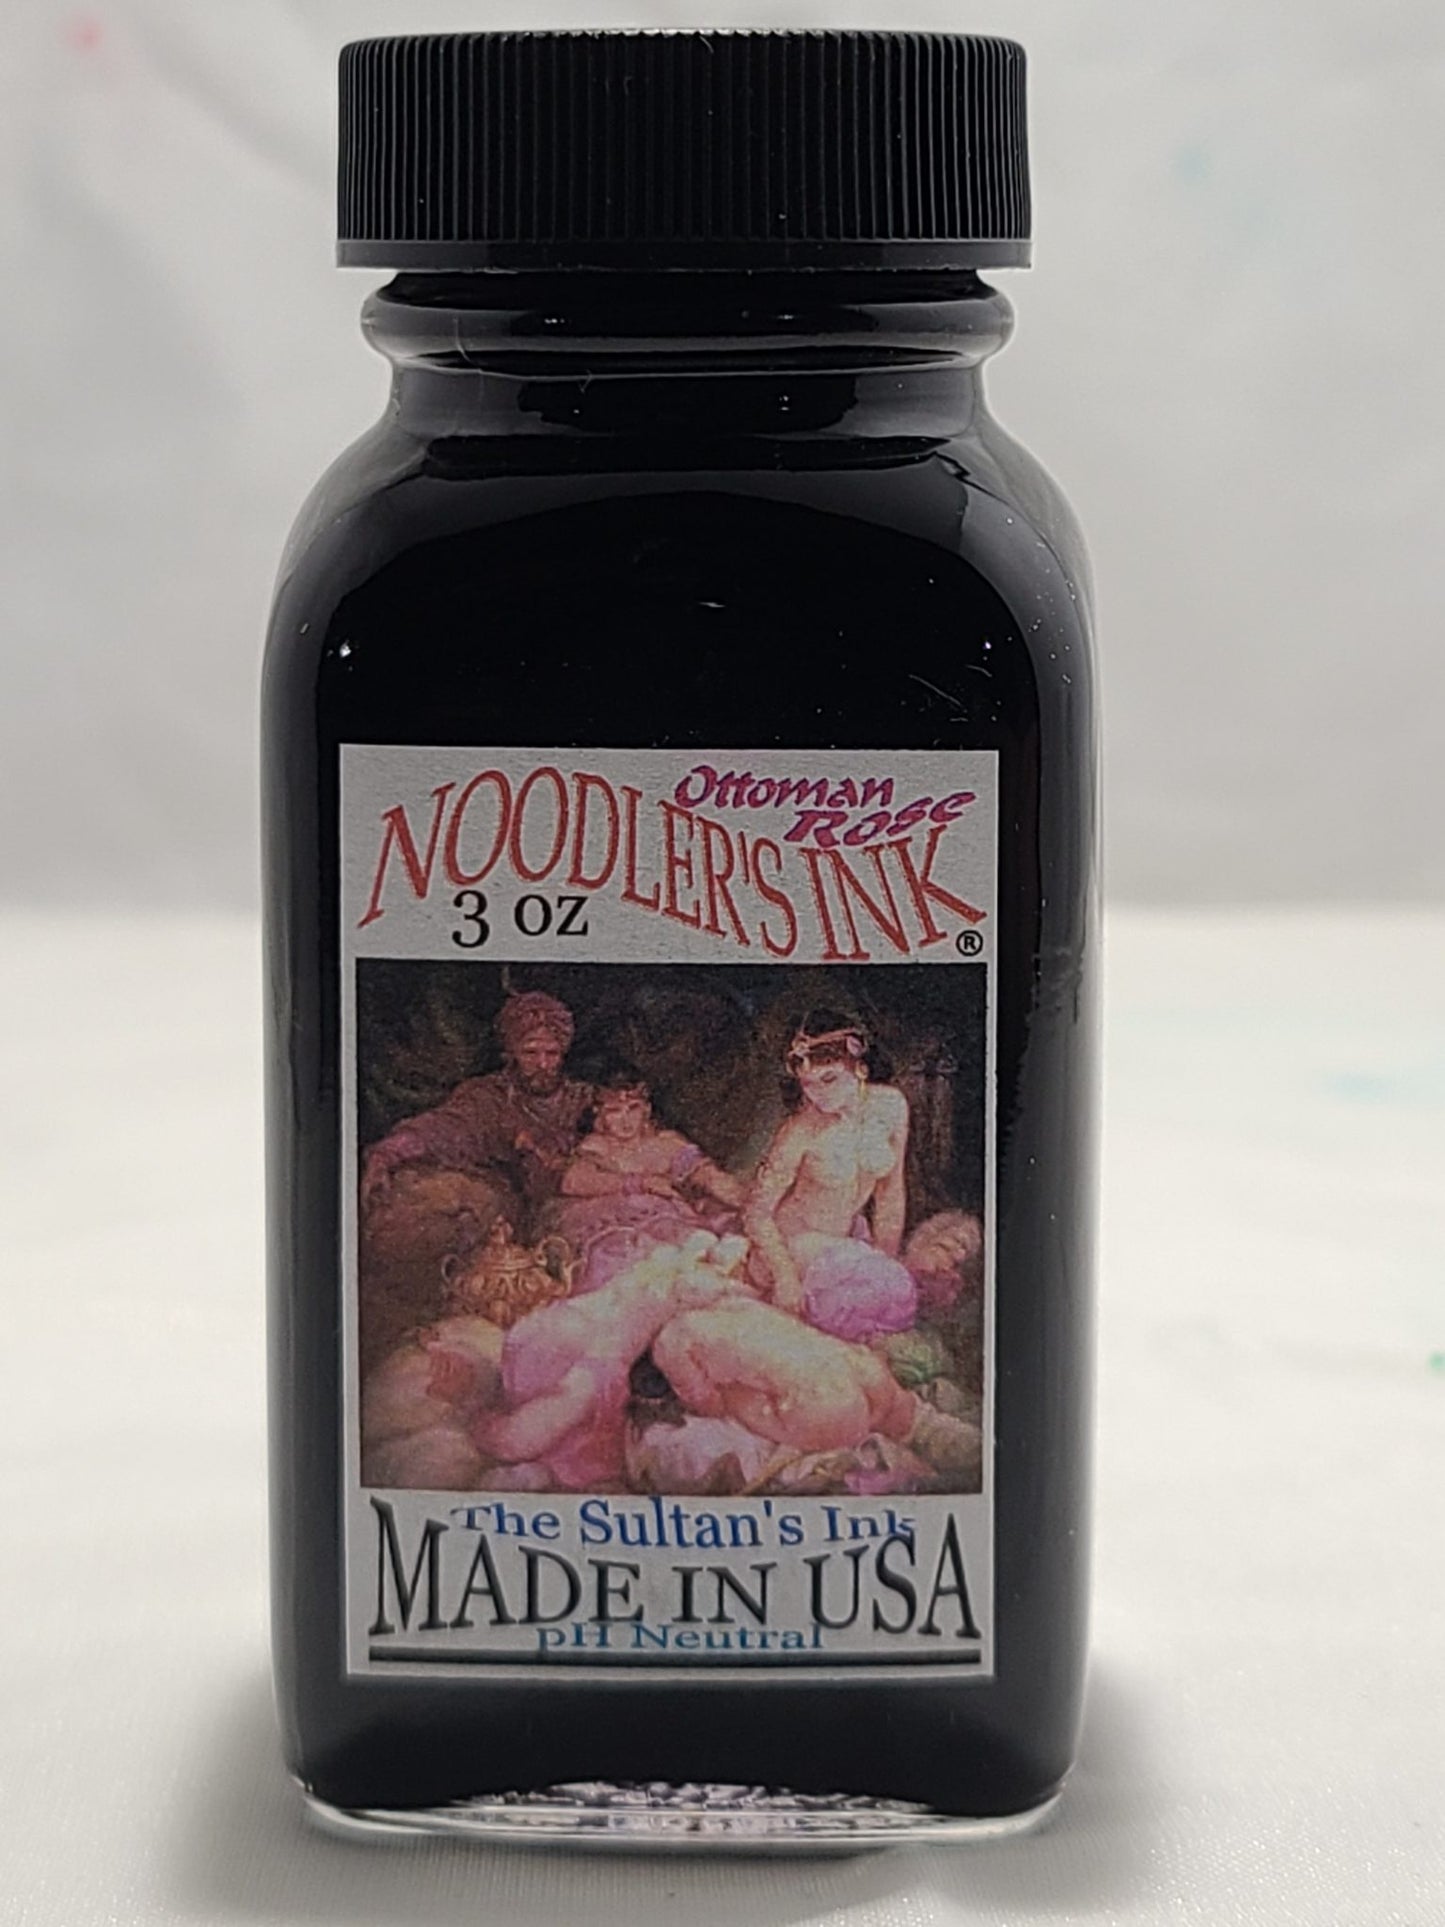 Ottoman
Rose
NOODLER'S INK®
3 oz
The Sultan's Ink
MADE IN USA
pH Neutral